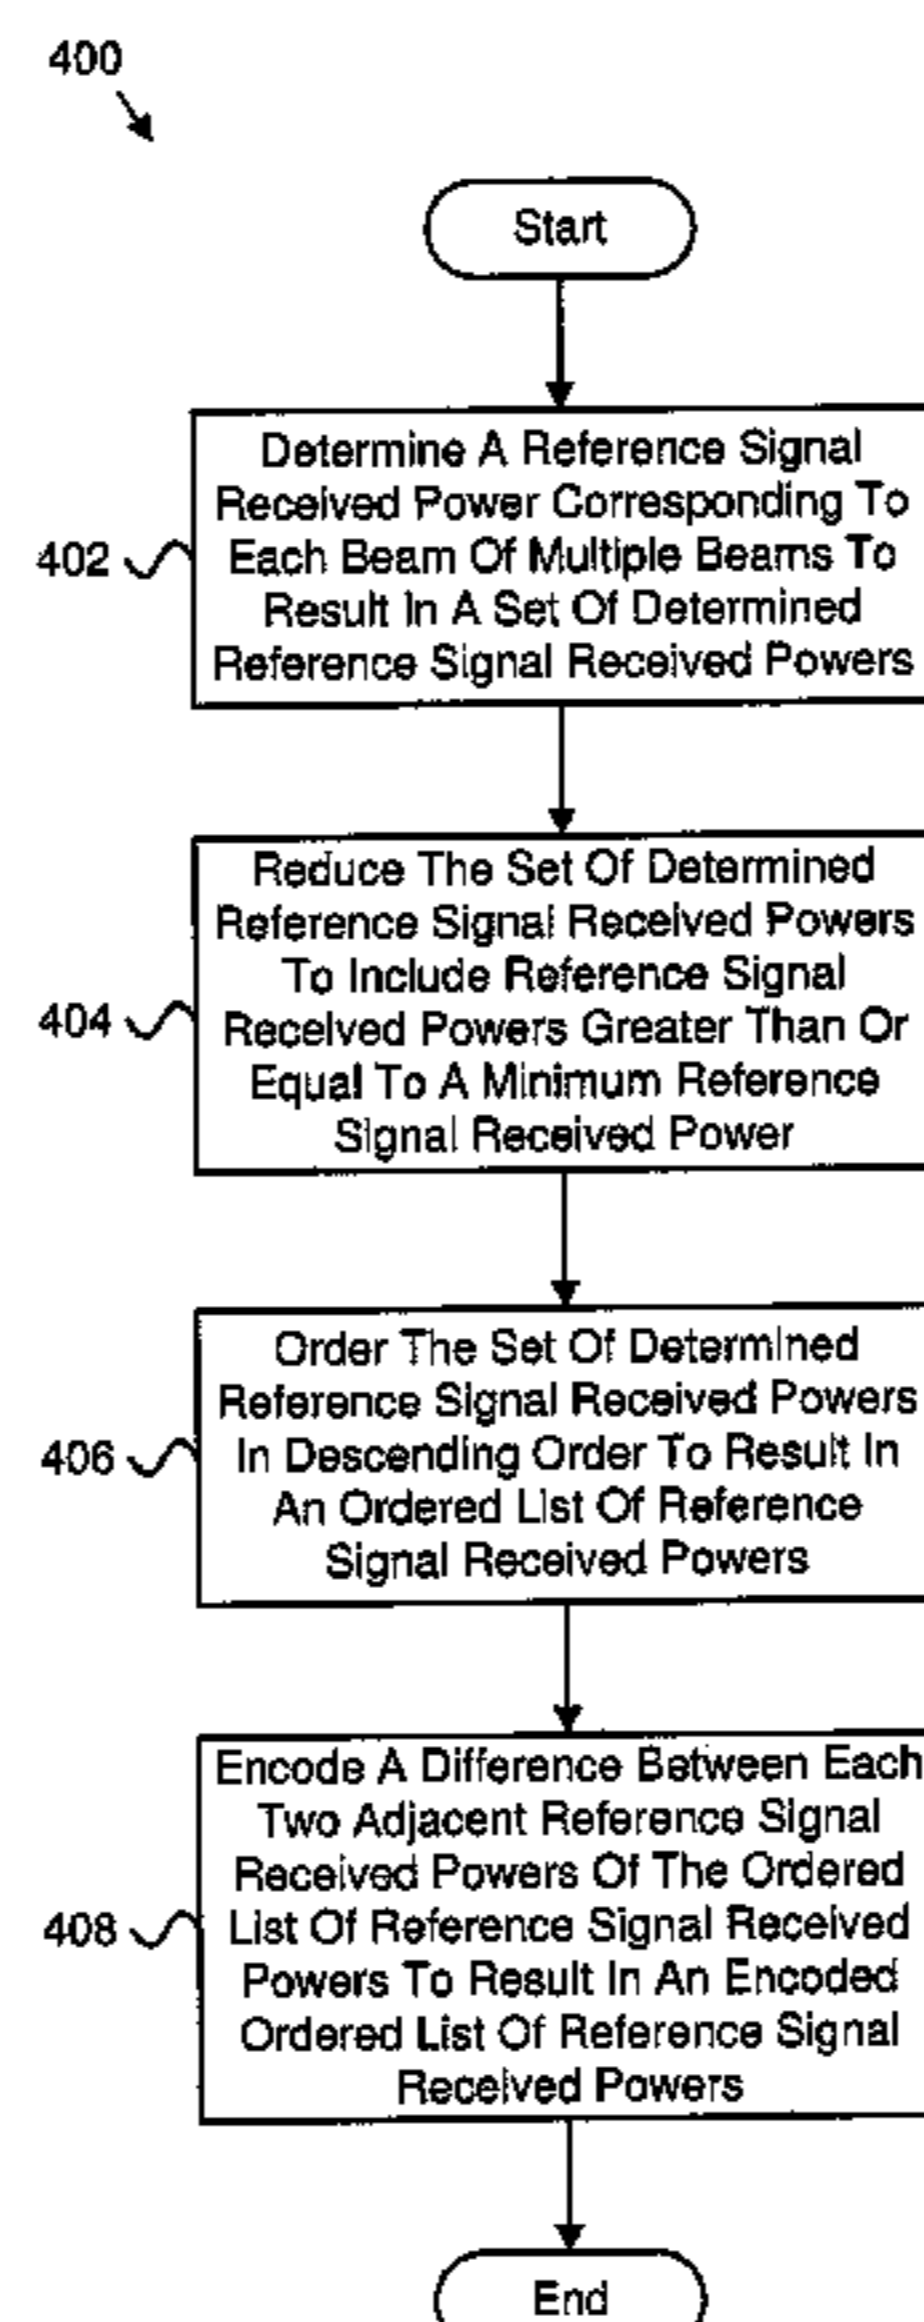 400
Start
402
Determine A Reference Signal
Received Power Corresponding To
Each Beam Of Multiple Beams To
Result In A Set Of Determined
Reference Signal Received Powers
404
Reduce The Set Of Determined
Reference Signal Received Powers
To Include Reference Signal
Received Powers Greater Than Or
Equal To A Minimum Reference
Signal Received Power
406
Order The Set Of Determined
Reference Signal Received Powers
In Descending Order To Result In
An Ordered List Of Reference
Signal Received Powers
408
Encode A Difference Between Each
Two Adjacent Reference Signal
Received Powers Of The Ordered
List Of Reference Signal Received
Powers To Result In An Encoded
Ordered List Of Reference Signal
Received Powers
End